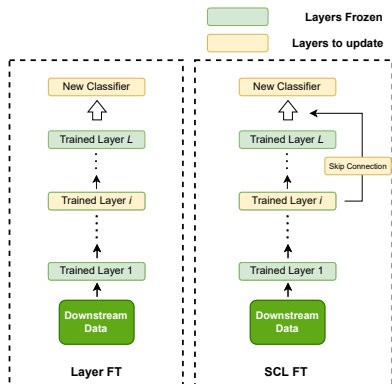 Layers Frozen
Layers to update
New Classifier
Trained Layer L
Trained Layer i
Trained Layer 1
Downstream
Data
Layer FT
New Classifier
Trained Layer L
Skip Connection
Trained Layer i
Trained Layer 1
Downstream
Data
SCL FT